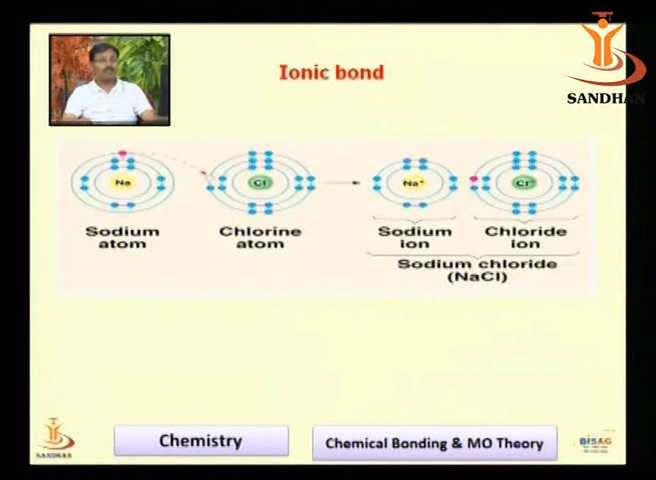 Ionic bond
SANDHAN
Na
Cl
Na+
Cl-
Sodium atom
Chlorine atom
Sodium ion
Chloride ion
Sodium chloride
(NaCl)
SANDHAN
Chemistry
Chemical Bonding & MO Theory
BISAG